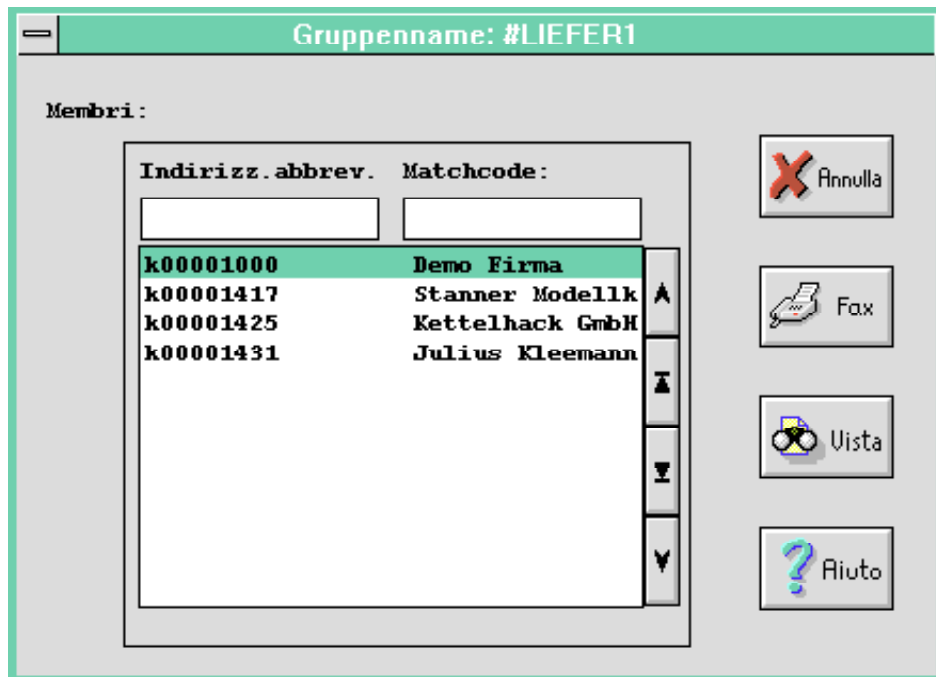 Gruppenname: #LIEFER1
Membri:
Indirizz.abbrev. Matchcode:
k00001000 Demo Firma
k00001417 Stanner Modellk
k00001425 Kettelhack GmbH
k00001431 Julius Kleemann
Annulla
Fax
Vista
Aiuto